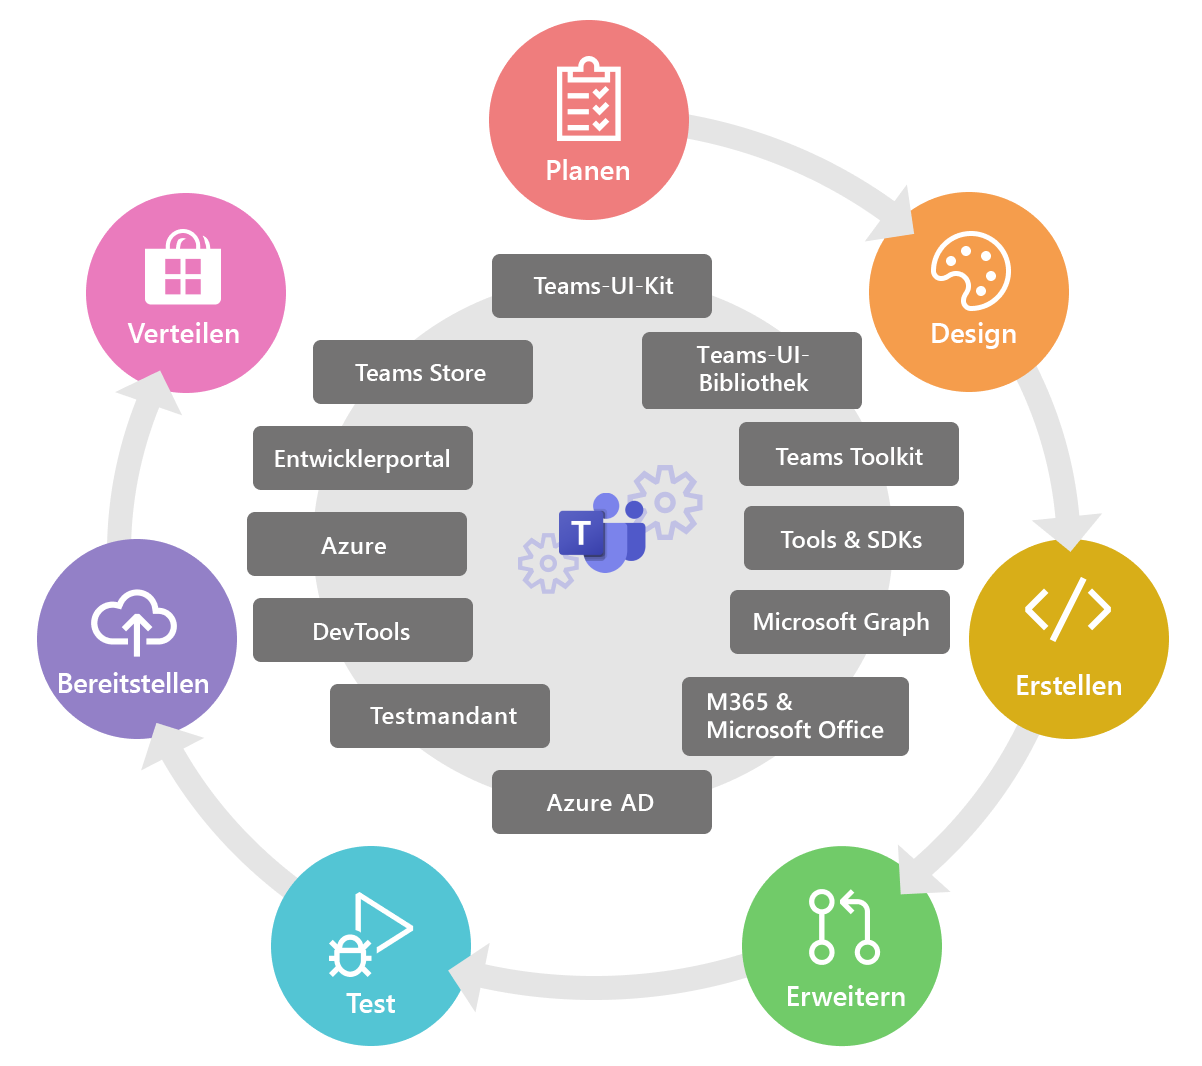 Planen
Design
Erstellen
Erweitern
Test
Bereitstellen
Verteilen
Teams-UI-Kit
Teams-UI-
Bibliothek
Teams Toolkit
Tools & SDKs
Microsoft Graph
M365 &
Microsoft Office
Azure AD
Testmandant
DevTools
Azure
Entwicklerportal
Teams Store
T